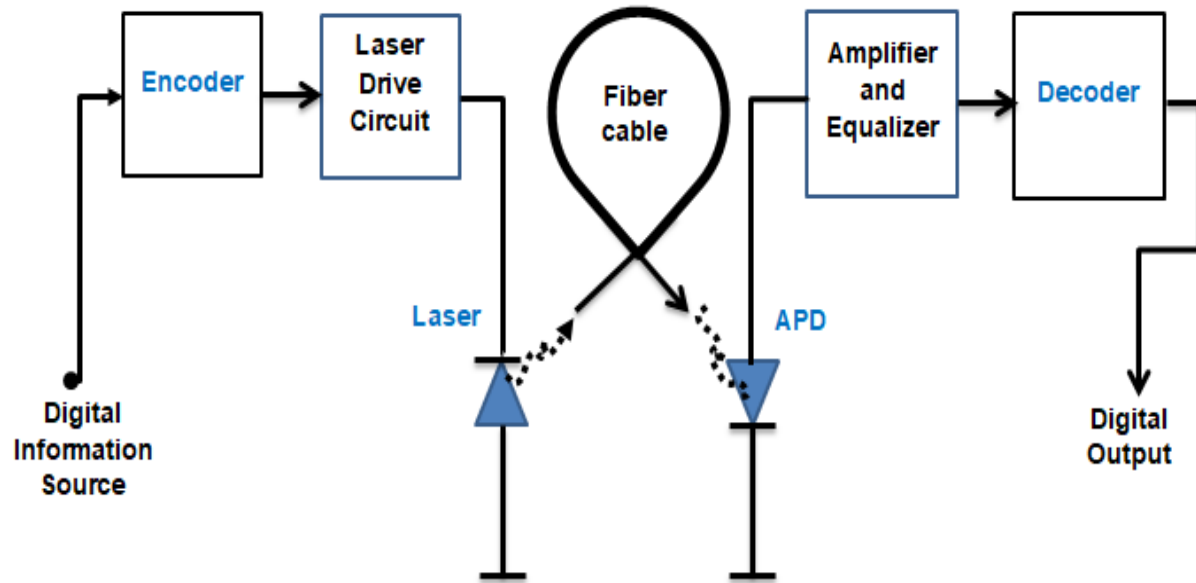 Encoder
Laser
Drive
Circuit
Fiber
cable
Amplifier
and
Equalizer
Decoder
Laser
APD
Digital
Information
Source
Digital
Output